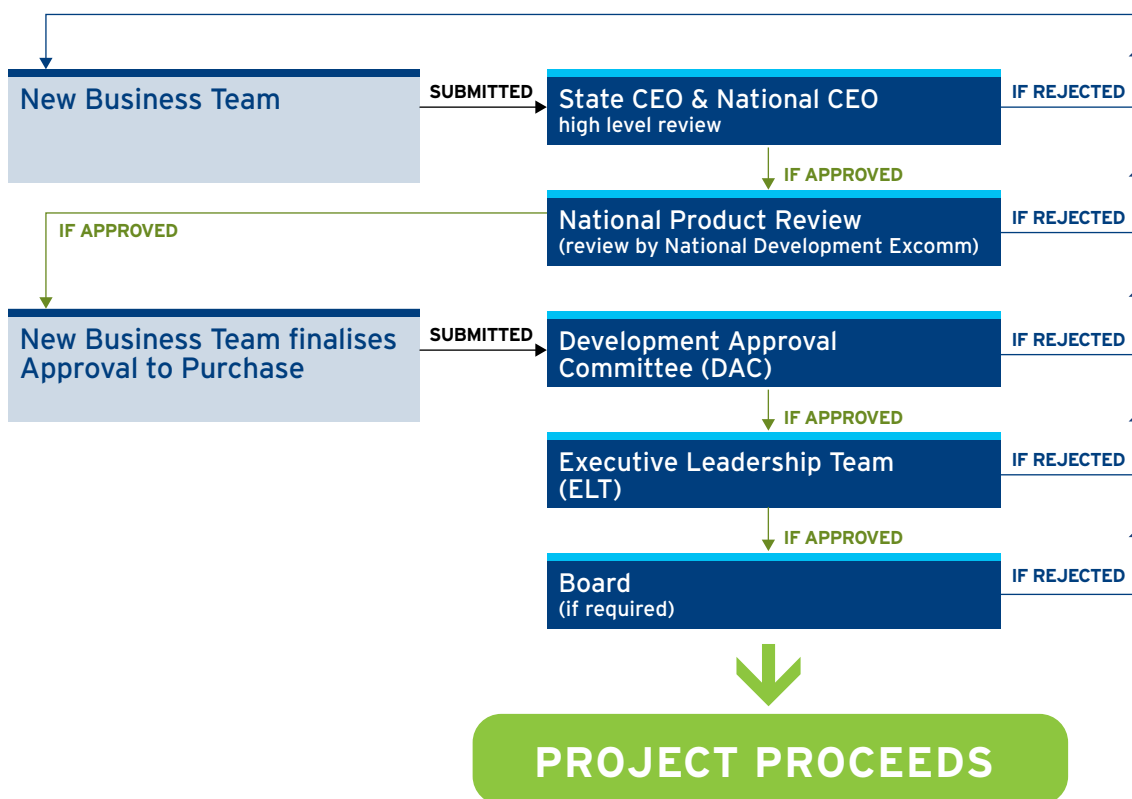 New Business Team
SUBMITTED
State CEO & National CEO
high level review
IF REJECTED
IF APPROVED
National Product Review
(review by National Development Excomm)
IF REJECTED
IF APPROVED
New Business Team finalises
Approval to Purchase
SUBMITTED
Development Approval
Committee (DAC)
IF REJECTED
IF APPROVED
Executive Leadership Team
(ELT)
IF REJECTED
IF APPROVED
Board
(if required)
IF REJECTED
PROJECT PROCEEDS